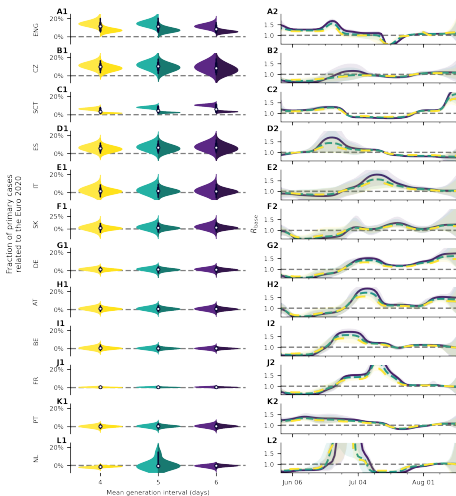 A1
ENG
20%
0%
A2
1.5
1.0
B1
CZ
20%
0%
B2
1.5
1.0
C1
SCT
20%
0%
C2
1.5
1.0
D1
ES
20%
0%
D2
1.5
1.0
E1
IT
20%
0%
E2
1.5
1.0
F1
SK
25%
0%
F2
1.5
1.0
G1
DE
20%
0%
G2
1.5
1.0
H1
AT
20%
0%
H2
1.5
1.0
I1
BE
20%
0%
I2
1.5
1.0
J1
FR
20%
0%
J2
1.5
1.0
K1
PT
20%
0%
K2
1.5
1.0
L1
NL
20%
0%
L2
1.5
1.0
Fraction of primary cases
related to the Euro 2020
R base
4
5
6
Mean generation interval (days)
Jun 06
Jul 04
Aug 01